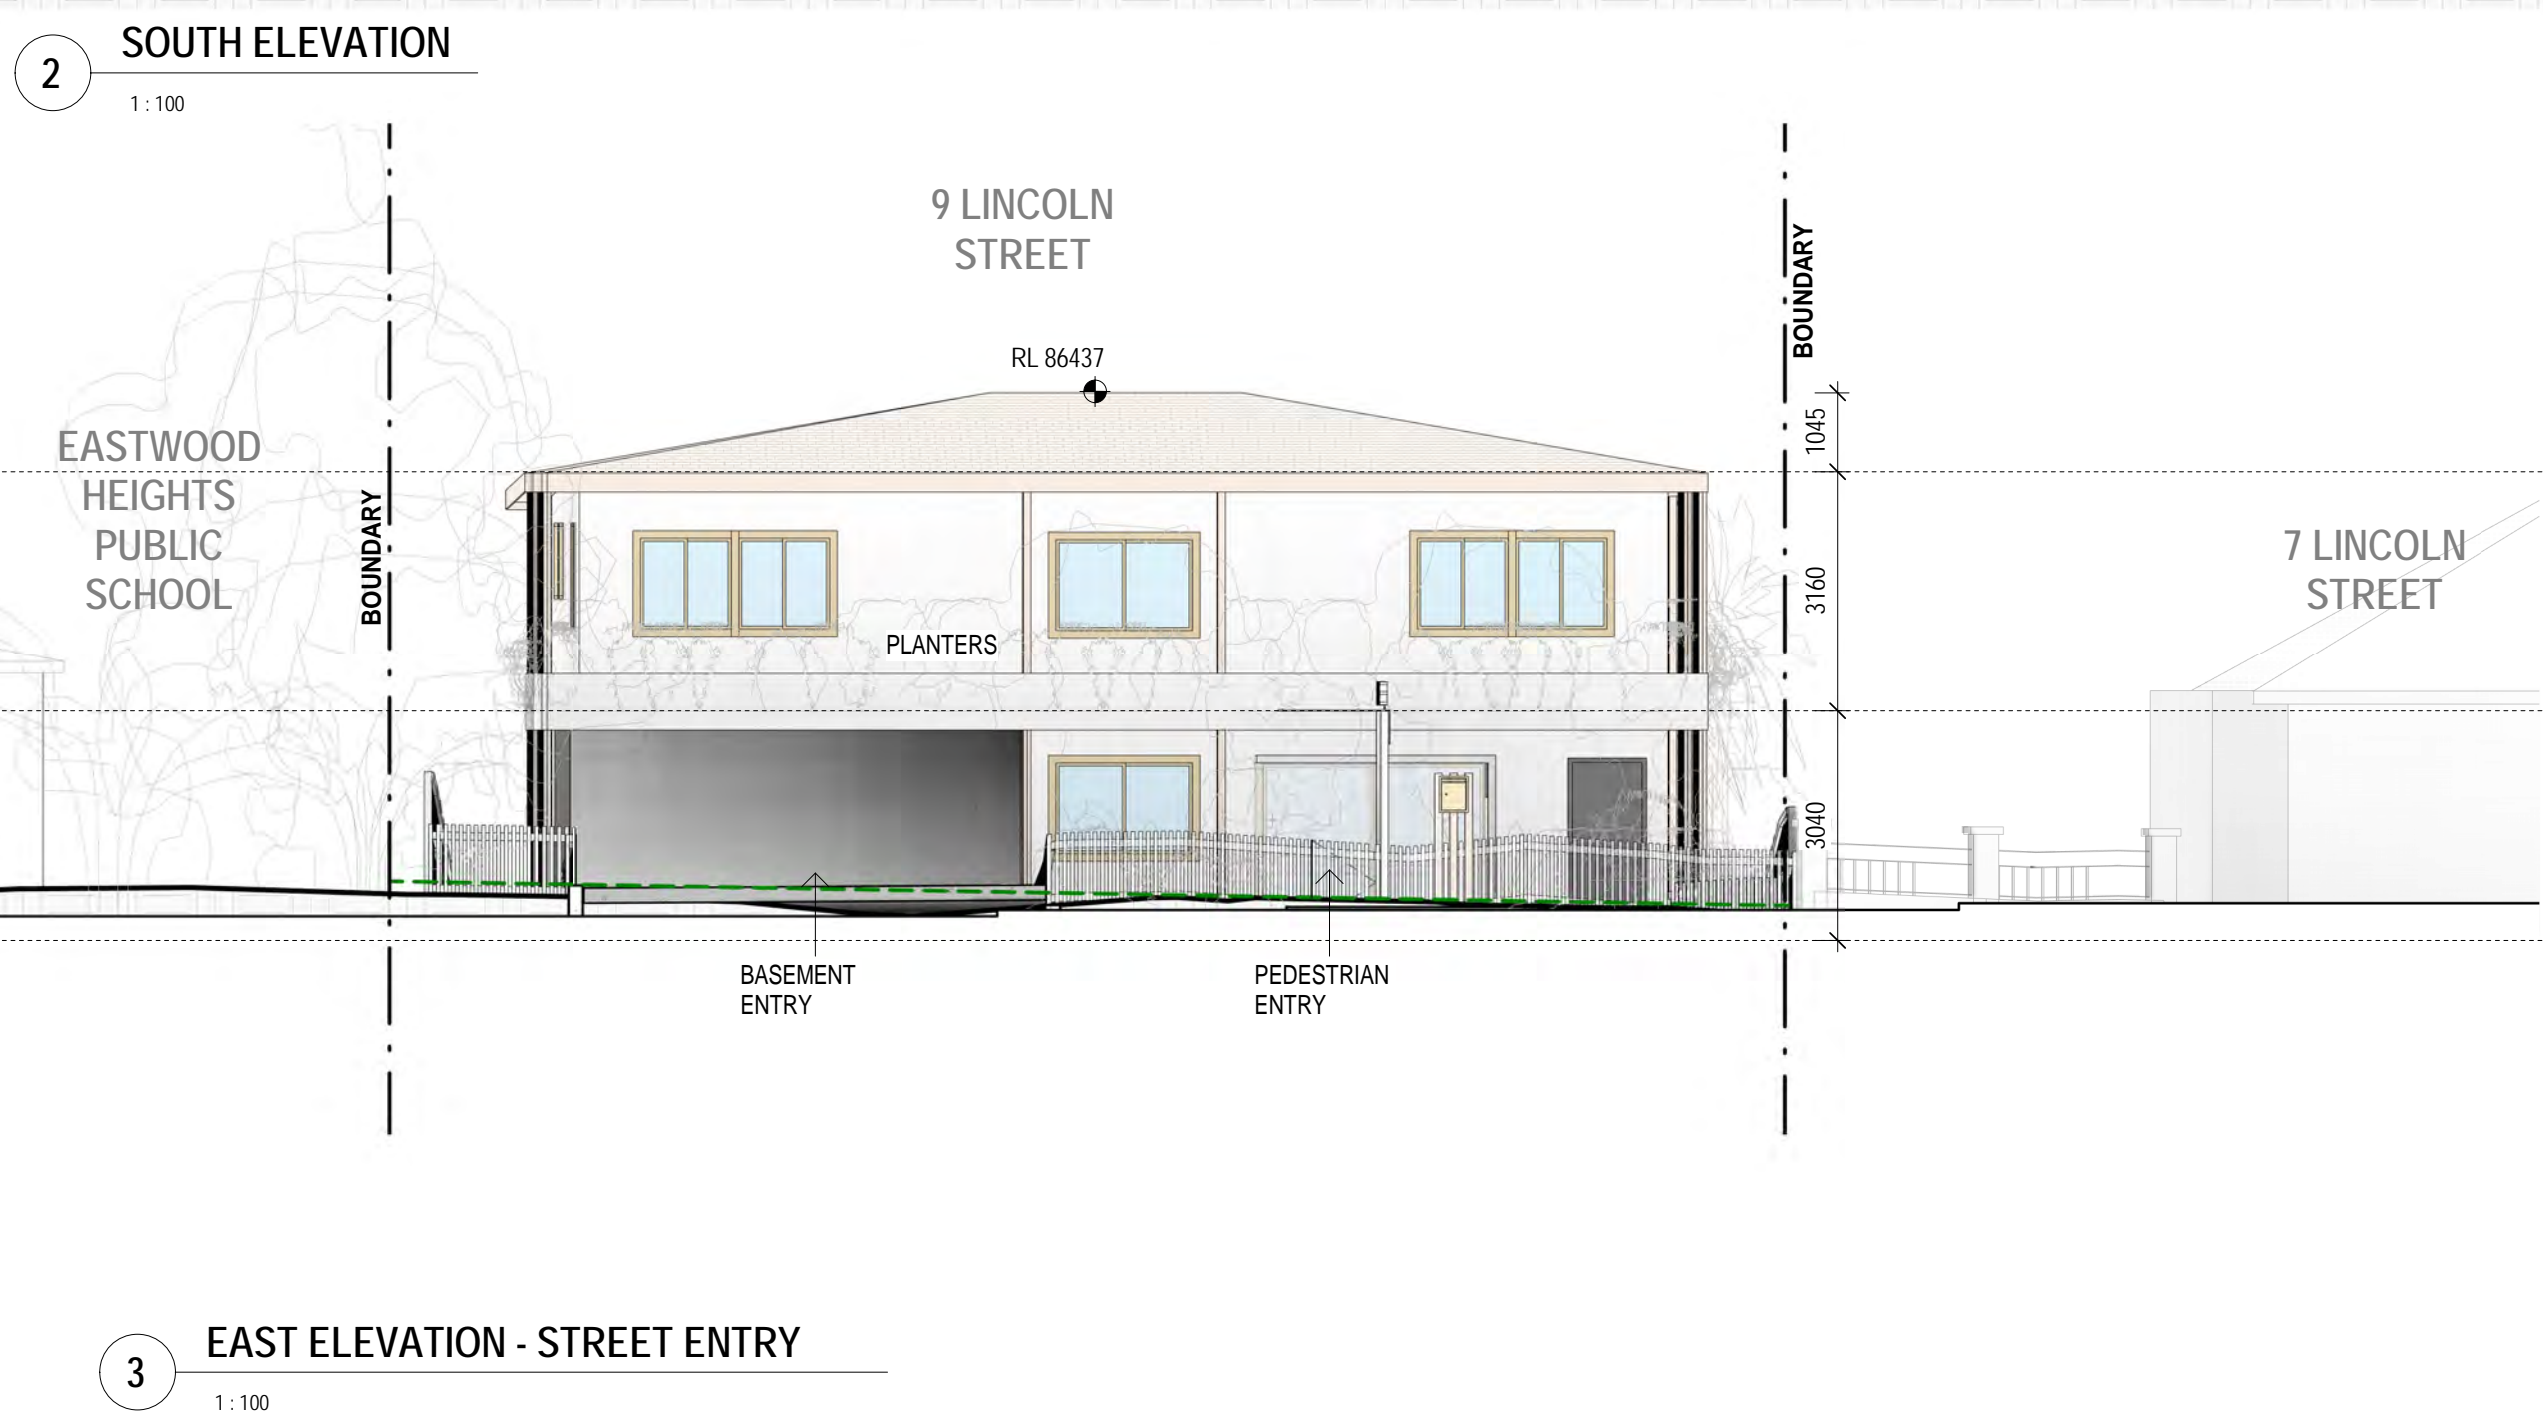 2
SOUTH ELEVATION
1 : 100
9 LINCOLN
STREET
BOUNDARY
RL 86437
1045
EASTWOOD
HEIGHTS
PUBLIC
SCHOOL
BOUNDARY
3160
7 LINCOLN
STREET
PLANTERS
3040
BASEMENT
ENTRY
PEDESTRIAN
ENTRY
3
EAST ELEVATION - STREET ENTRY
1 : 100